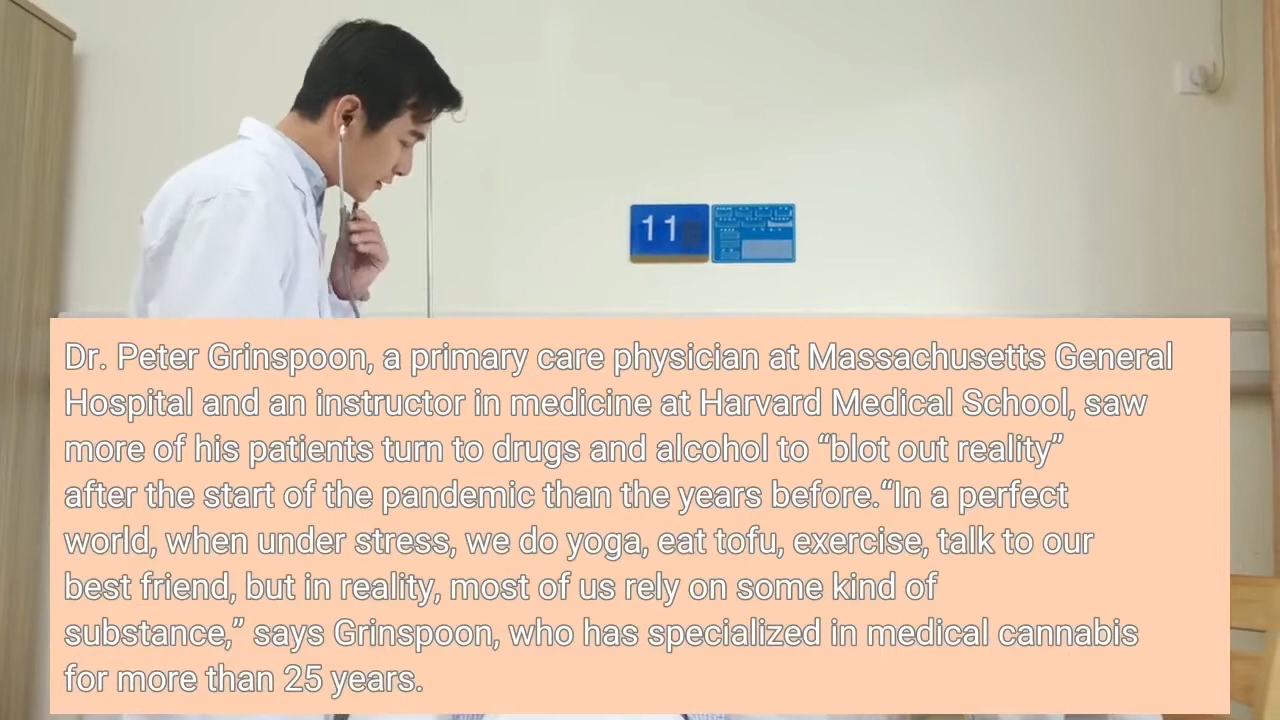 11
Dr. Peter Grinspoon, a primary care physician at Massachusetts General
Hospital and an instructor in medicine at Harvard Medical School, saw
more of his patients turn to drugs and alcohol to “blot out reality”
after the start of the pandemic than the years before.“In a perfect
world, when under stress, we do yoga, eat tofu, exercise, talk to our
best friend, but in reality, most of us rely on some kind of
substance,” says Grinspoon, who has specialized in medical cannabis
for more than 25 years.